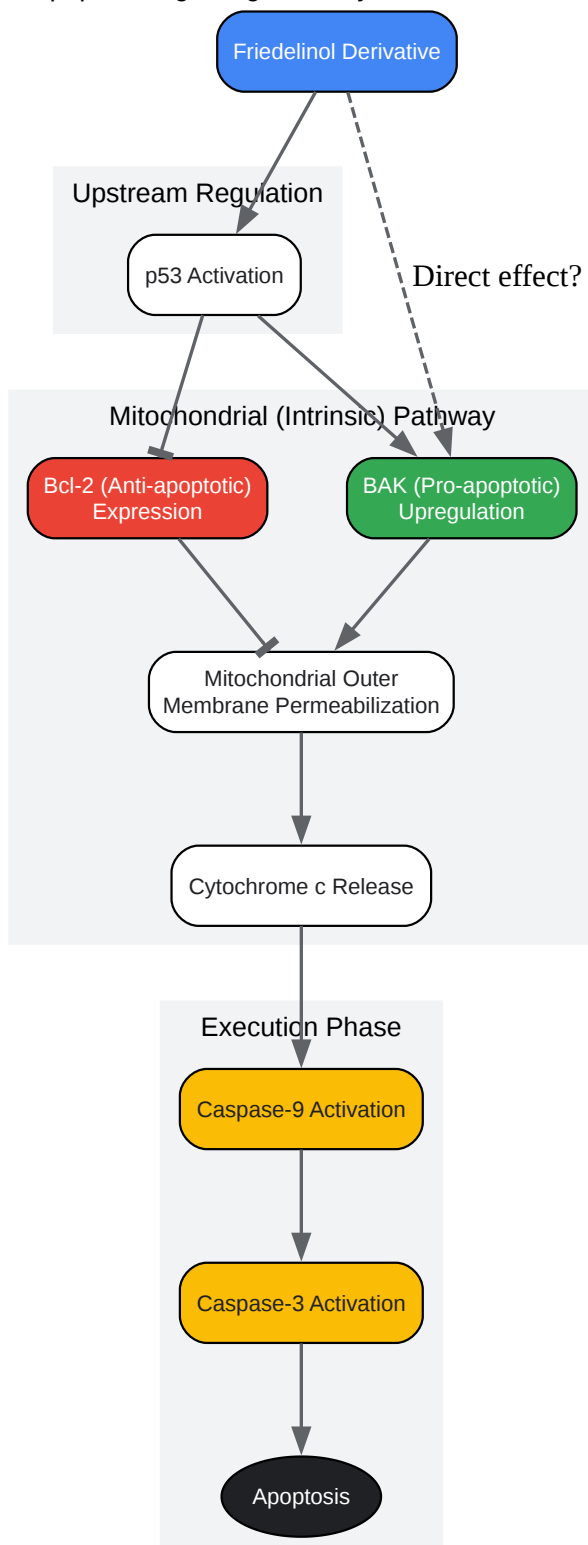 Friedelinol Derivative
Upstream Regulation
p53 Activation
Direct effect?
Mitochondrial (Intrinsic) Pathway
Bcl-2 (Anti-apoptotic)
Expression
BAK (Pro-apoptotic)
Upregulation
Mitochondrial Outer
Membrane Permeabilization
Cytochrome c Release
Execution Phase
Caspase-9 Activation
Caspase-3 Activation
Apoptosis